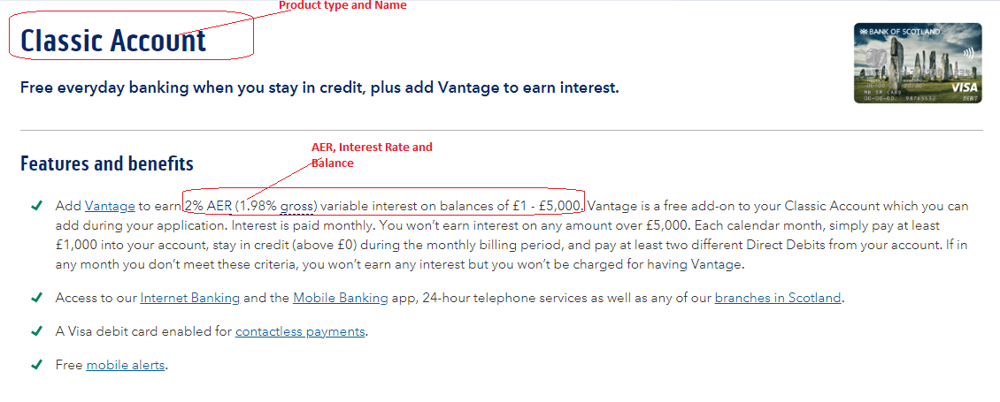 Product type and Name
Classic Account
BANK OF SCOTLAND
VISA
DEBIT
Free everyday banking when you stay in credit, plus add Vantage to earn interest.
AER, Interest Rate and
Balance
Features and benefits
Add Vantage to earn 2% AER (1.98% gross) variable interest on balances of £1 - £5,000. Vantage is a free add-on to your Classic Account which you can
add during your application. Interest is paid monthly. You won’t earn interest on any amount over £5,000. Each calendar month, simply pay at least
£1,000 into your account, stay in credit (above £0) during the monthly billing period, and pay at least two different Direct Debits from your account. If in
any month you don’t meet these criteria, you won’t earn any interest but you won’t be charged for having Vantage.
Access to our Internet Banking and the Mobile Banking app, 24-hour telephone services as well as any of our branches in Scotland.
A Visa debit card enabled for contactless payments.
Free mobile alerts.